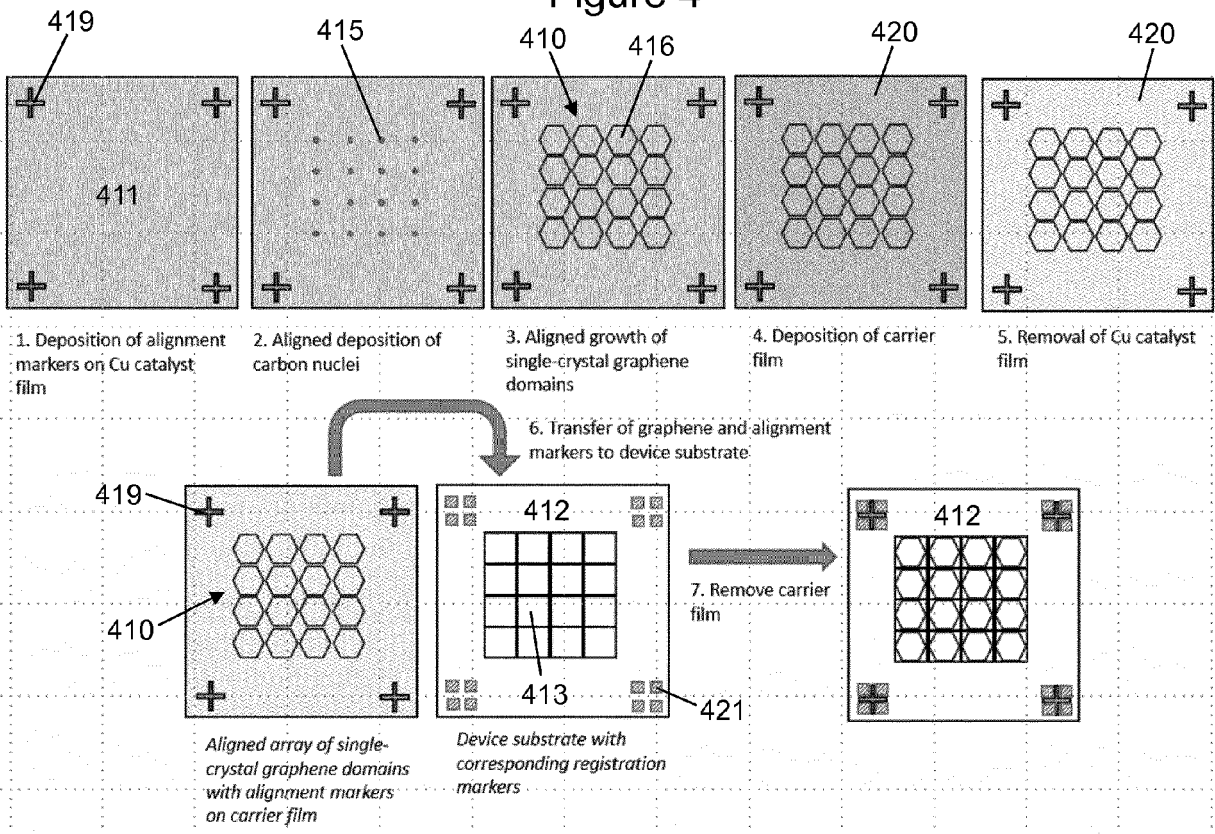 Figure 4
419
415
410
416
420
420
411
1. Deposition of alignment
markers on Cu catalyst
film
2. Aligned deposition of
carbon nuclei
3. Aligned growth of
single-crystal graphene
domains
4. Deposition of carrier
film
5. Removal of Cu catalyst
film
6. Transfer of graphene and alignment
markers to device substrate
419
412
412
410
413
421
7. Remove carrier
film
Aligned array of single-
crystal graphene domains
with alignment markers
on carrier film
Device substrate with
corresponding registration
markers